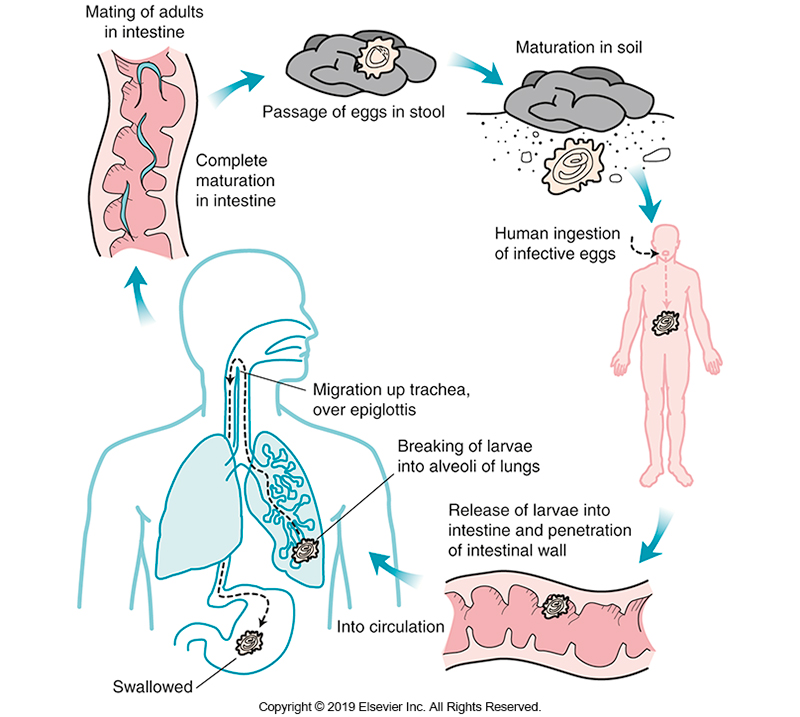 Mating of adults
in intestine
Passage of eggs in stool
Maturation in soil
Complete
maturation
in intestine
Human ingestion
of infective eggs
Migration up trachea,
over epiglottis
Breaking of larvae
into alveoli of lungs
Release of larvae into
intestine and penetration
of intestinal wall
Into circulation
Swallowed
Copyright © 2019 Elsevier Inc. All Rights Reserved.